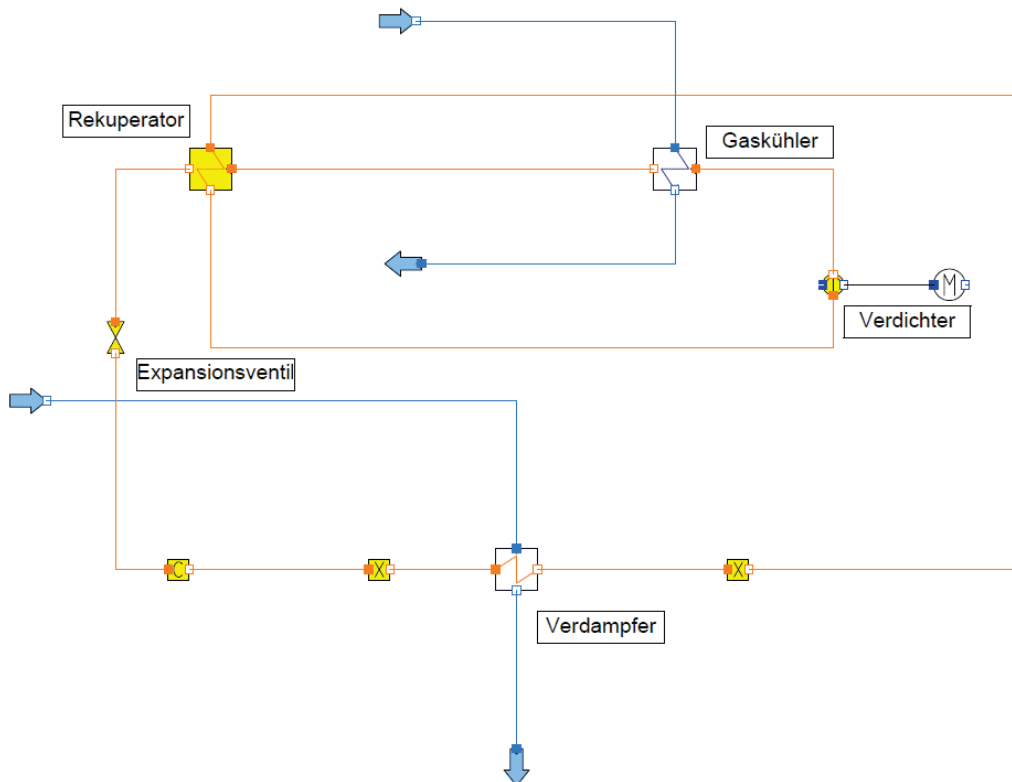 Rekuperator
Gaskühler
M
Verdichter
Expansionsventil
C
X
X
Verdampfer